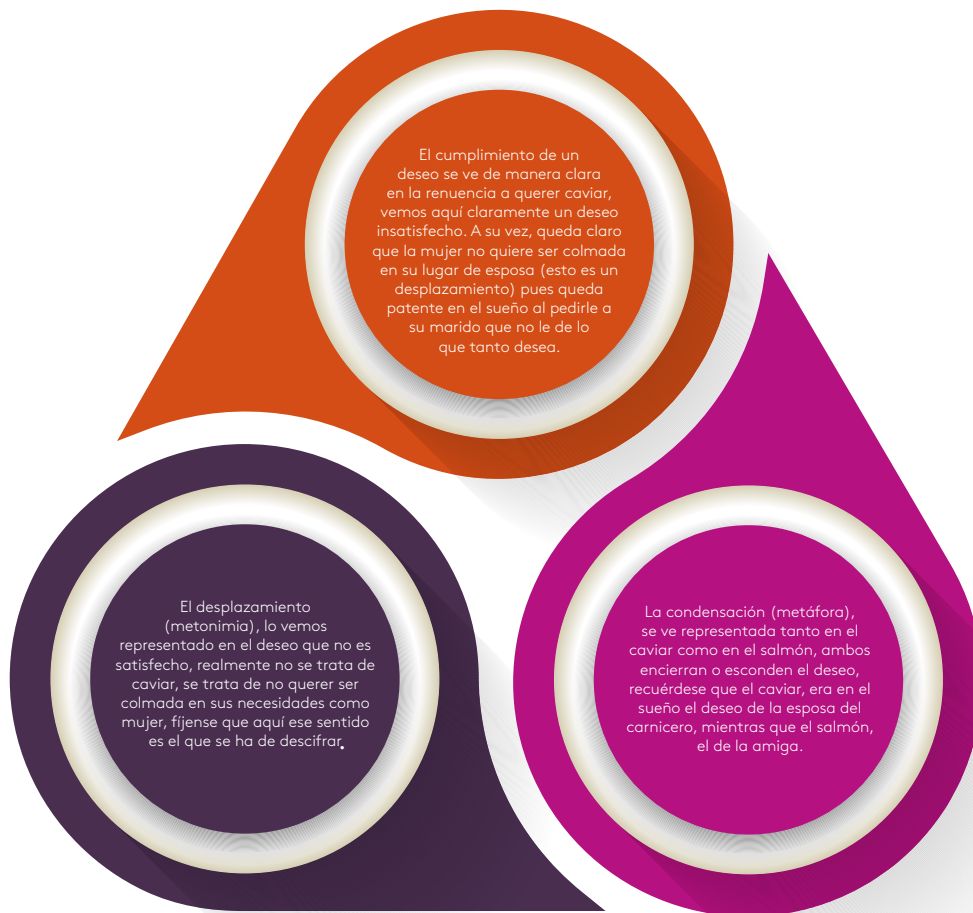 El cumplimiento de un
deseo se ve de manera clara
en la renuencia a querer caviar,
vemos aquí claramente un deseo
insatisfecho. A su vez, queda claro
que la mujer no quiere ser colmada
en su lugar de esposa (esto es un
desplazamiento) pues queda
patente en el sueño al pedirle a
su marido que no le de lo
que tanto desea.
El desplazamiento
(metonimia), lo vemos
representado en el deseo que no es
satisfecho, realmente no se trata de
caviar, se trata de no querer ser
colmada en sus necesidades como
mujer, fíjense que aquí ese sentido
es el que se ha de descifrar.
La condensación (metáfora),
se ve representada tanto en el
caviar como en el salmón, ambos
encierran o esconden el deseo,
recuérdese que el caviar, era en el
sueño el deseo de la esposa del
carnicero, mientras que el salmón,
el de la amiga.